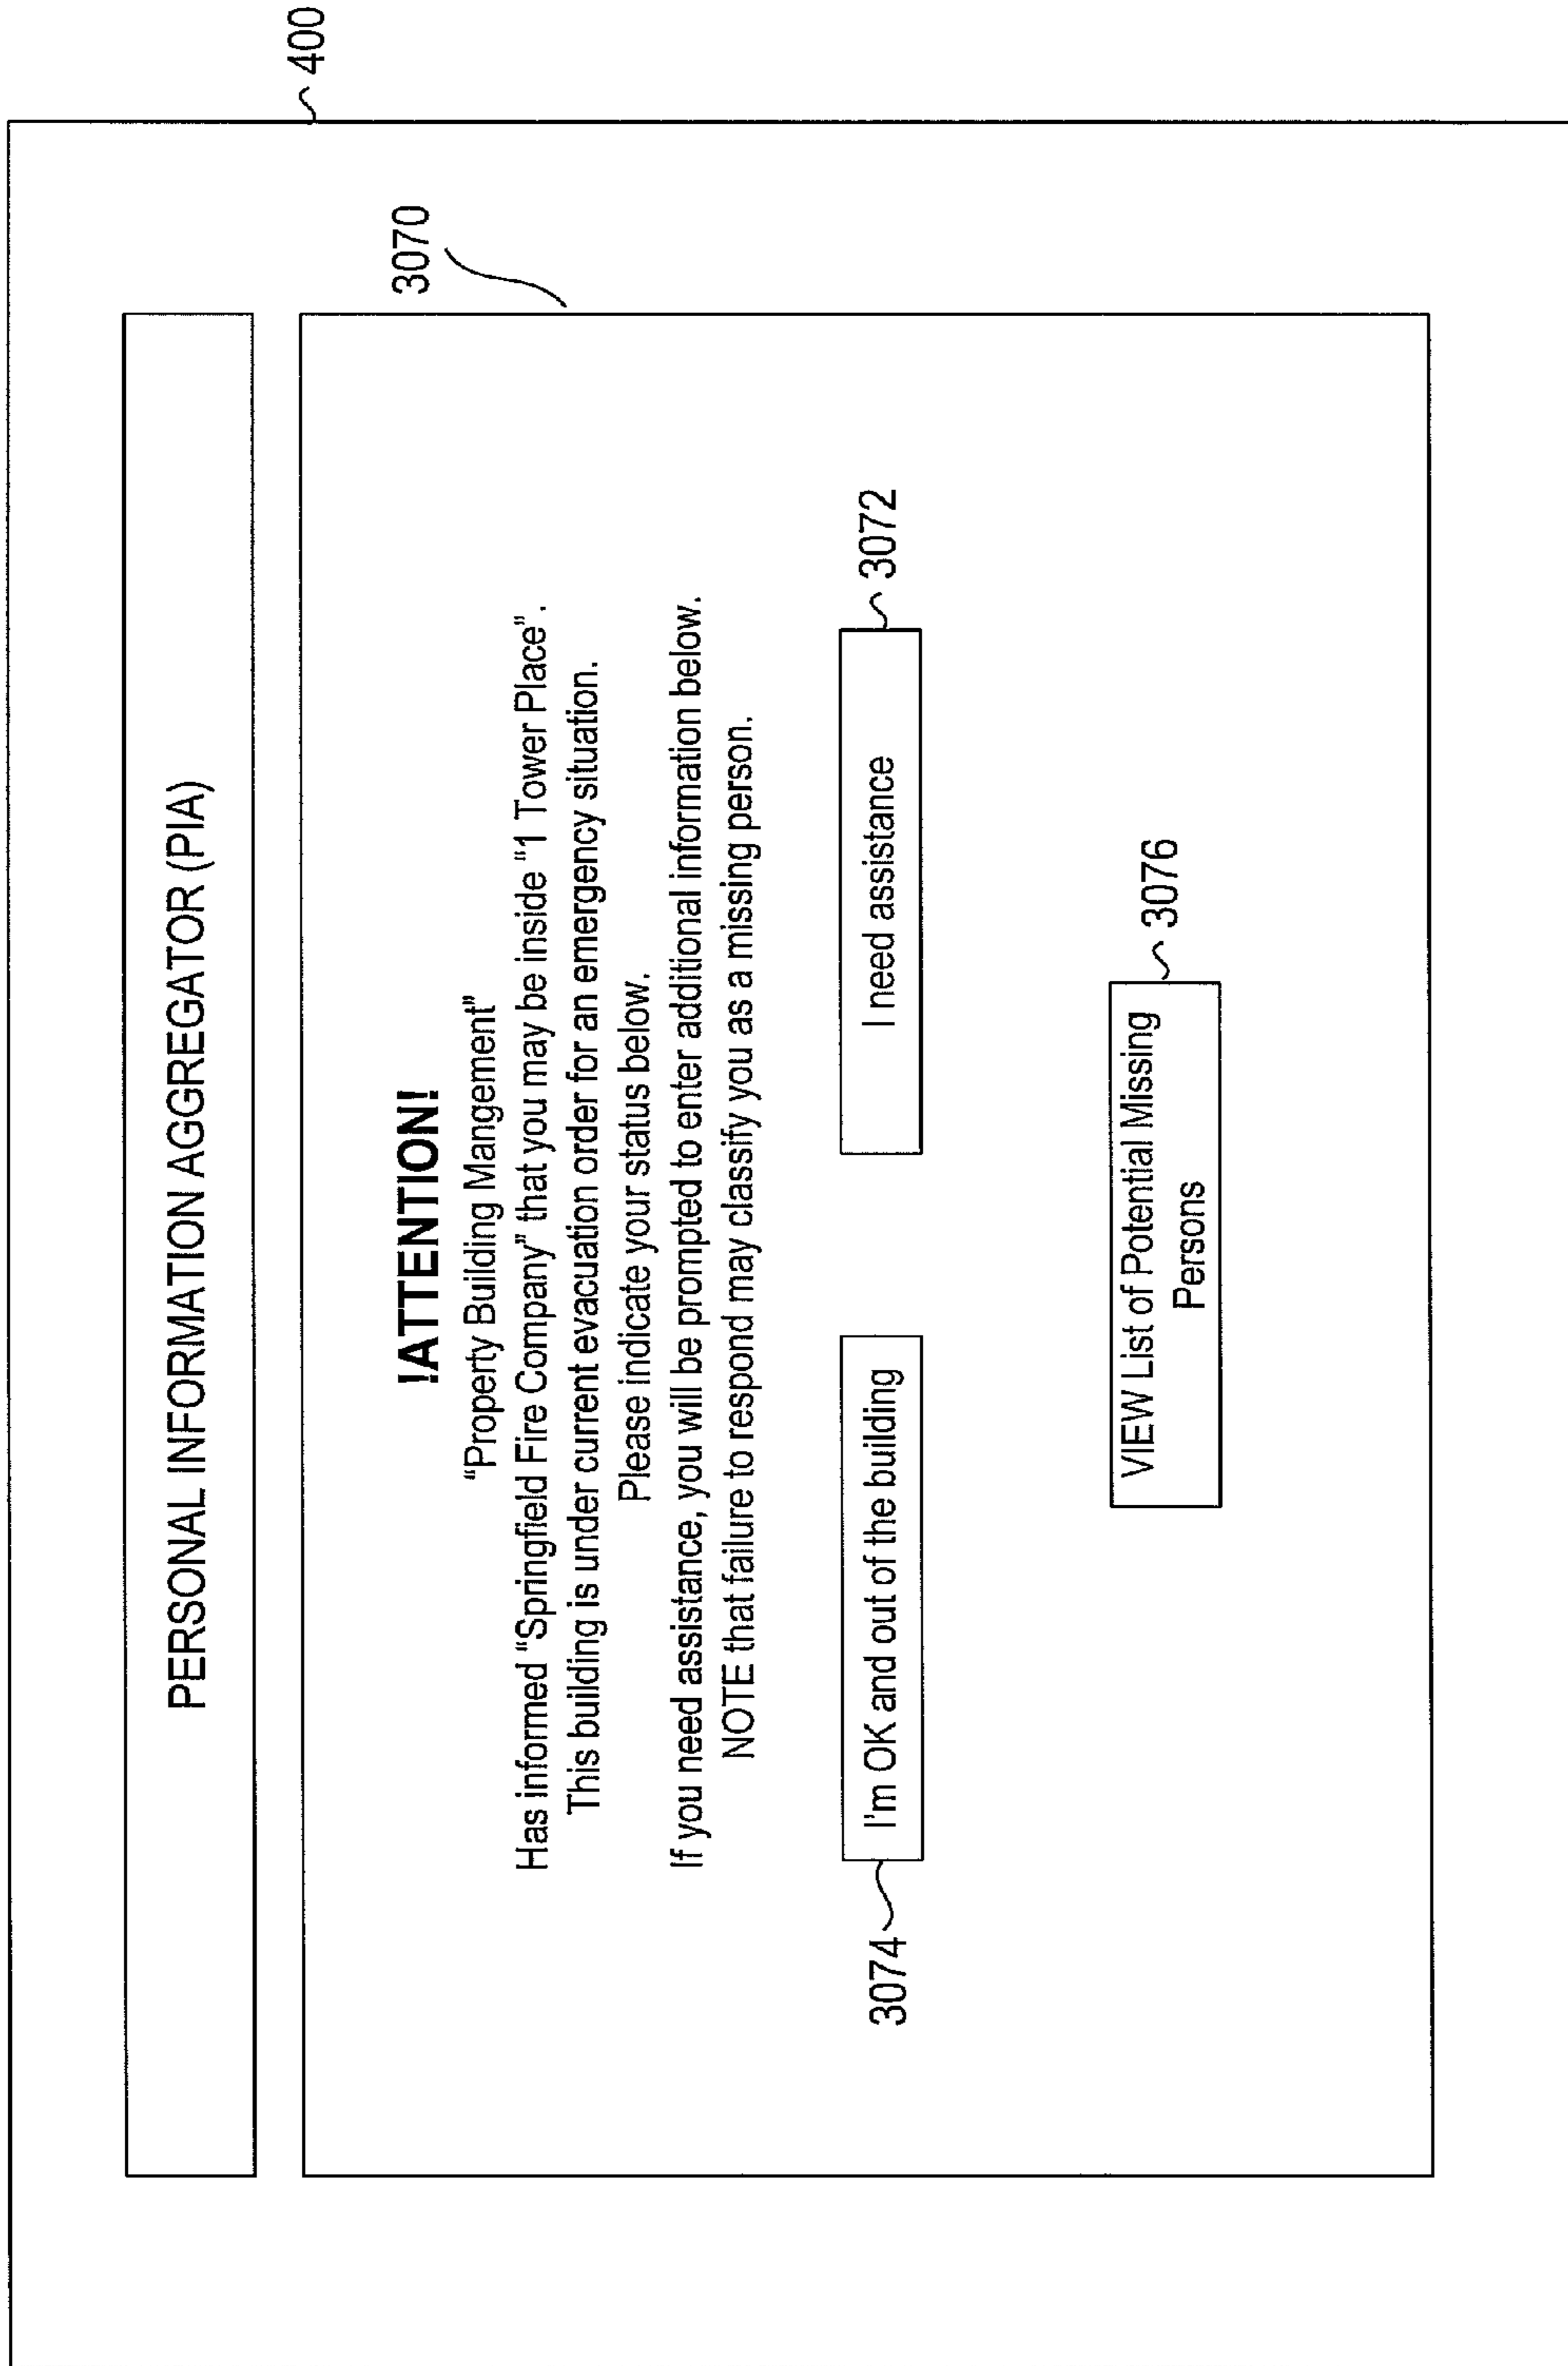 400
PERSONAL INFORMATION AGGREGATOR (PIA)
3070
!ATTENTION!
“Property Building Mangement”
Has informed “Springfield Fire Company” that you may be inside “1 Tower Place”.
This building is under current evacuation order for an emergency situation.
Please indicate your status below.
If you need assistance, you will be prompted to enter additional information below.
NOTE that failure to respond may classify you as a missing person.
3074
I'm OK and out of the building
I need assistance
3072
VIEW List of Potential Missing
Persons
3076